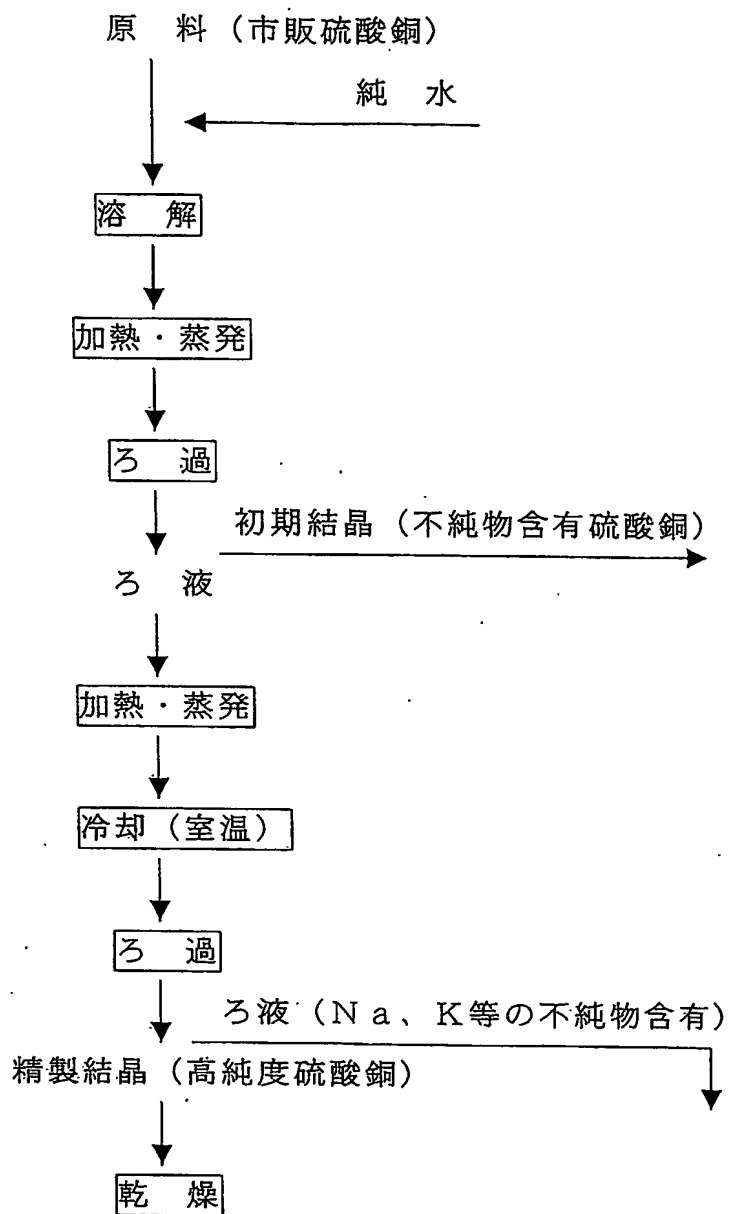 原 料（市販硫酸銅）
純 水
溶 解
加熱・蒸発
ろ 過
初期結晶（不純物含有硫酸銅）
ろ 液
加熱・蒸発
冷却（室温）
ろ 過
ろ液（Na、K等の不純物含有）
精製結晶（高純度硫酸銅）
乾 燥